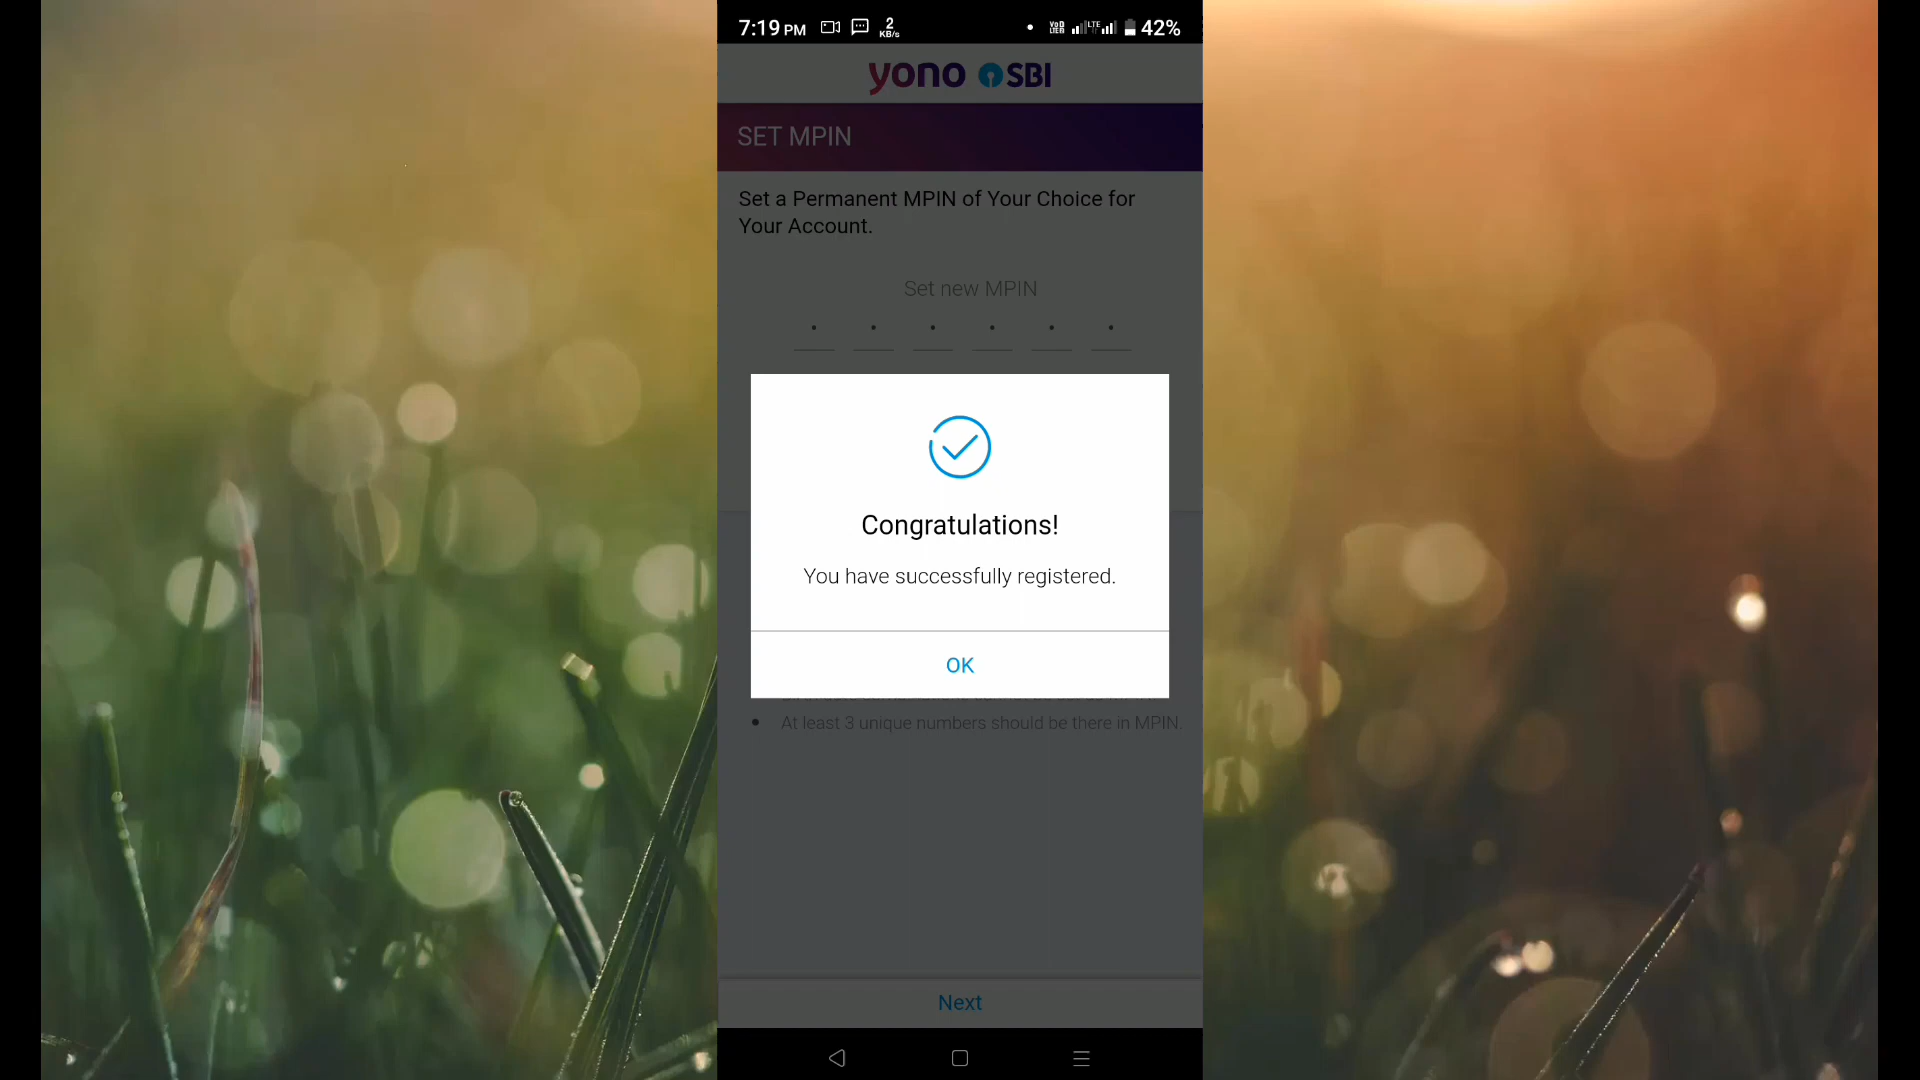 7:19 PM
2
KB/s
LTE
42%
yono SBI
SET MPIN
Set a Permanent MPIN of Your Choice for
Your Account.
Set new MPIN
Congratulations!
You have successfully registered.
OK
• At least 3 unique numbers should be there in MPIN.
Next